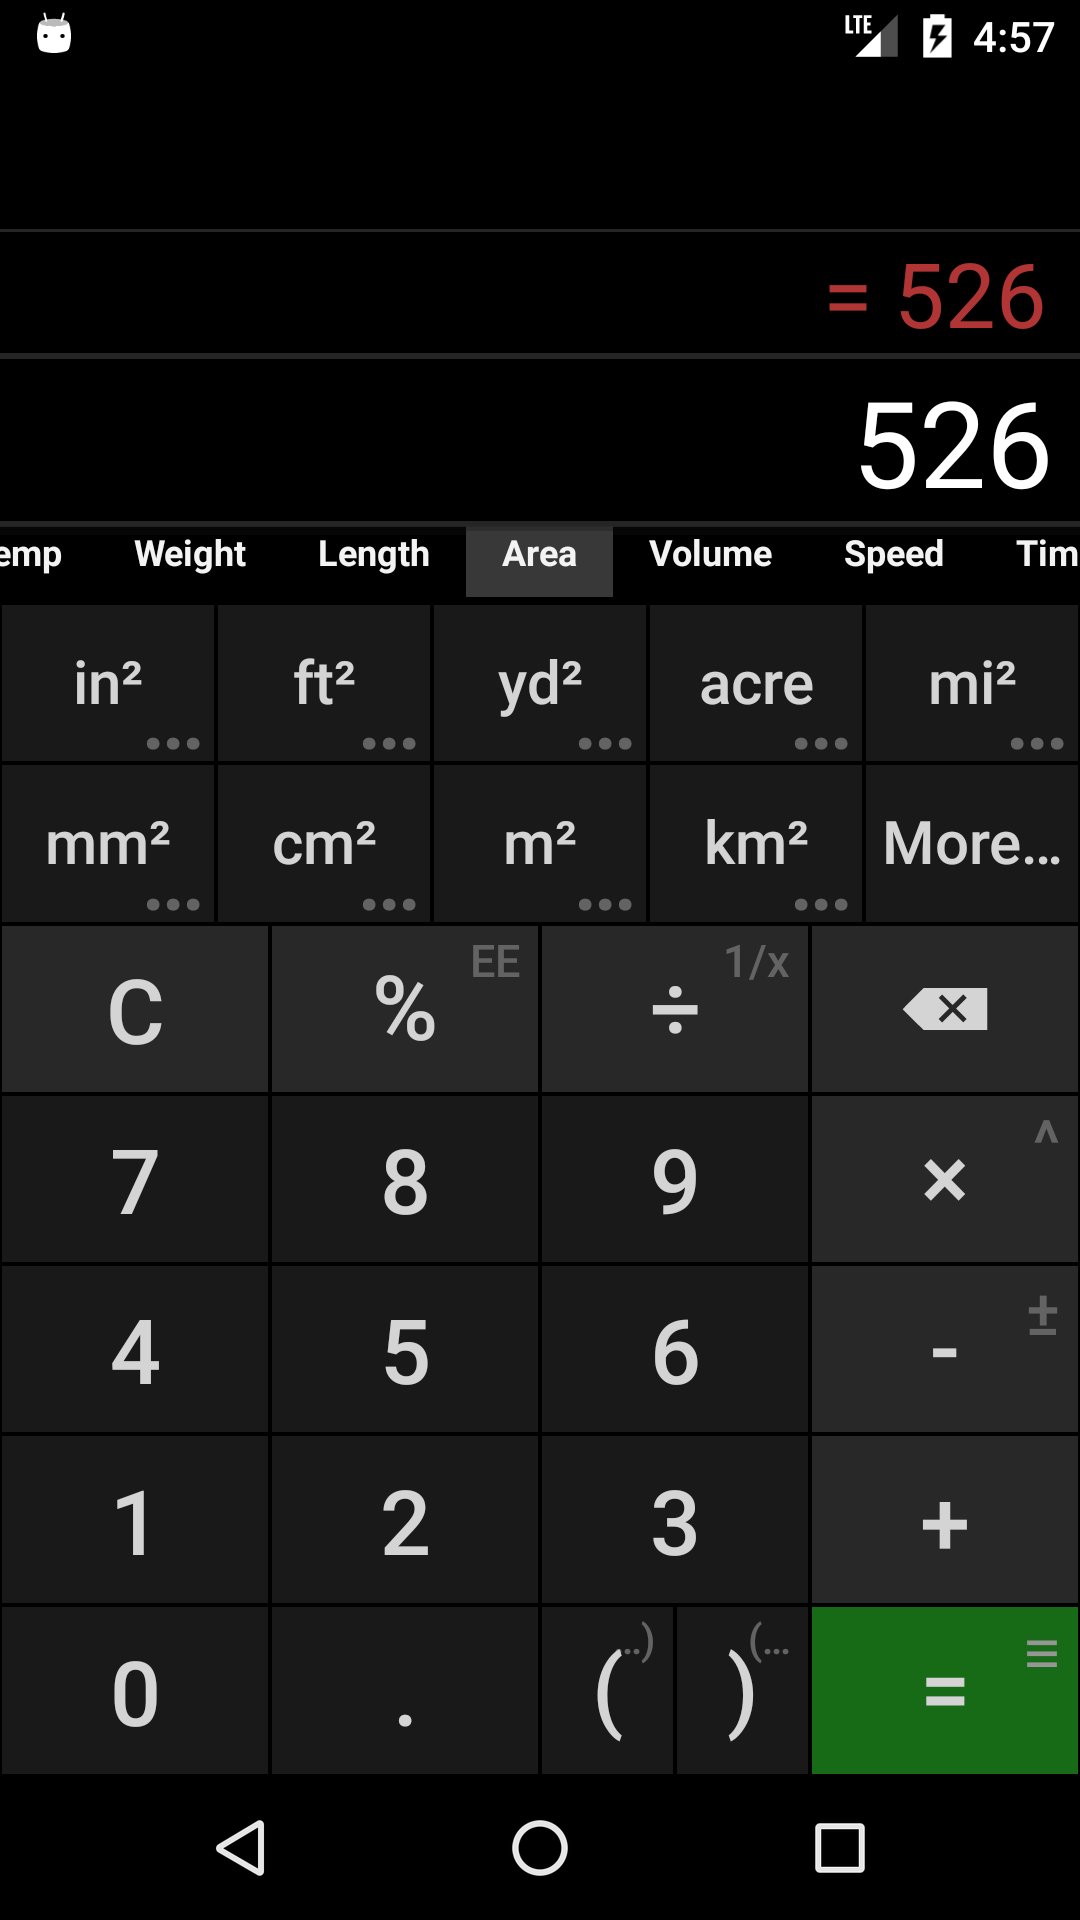 LTE 4:57
= 526
526
emp Weight Length Area Volume Speed Tim
in² ft² yd² acre mi²
mm² cm² m² km² More...
C % EE ÷ 1/x
7 8 9 × ^
4 5 6 - ±
1 2 3 +
0 . ( ..) ) (... =